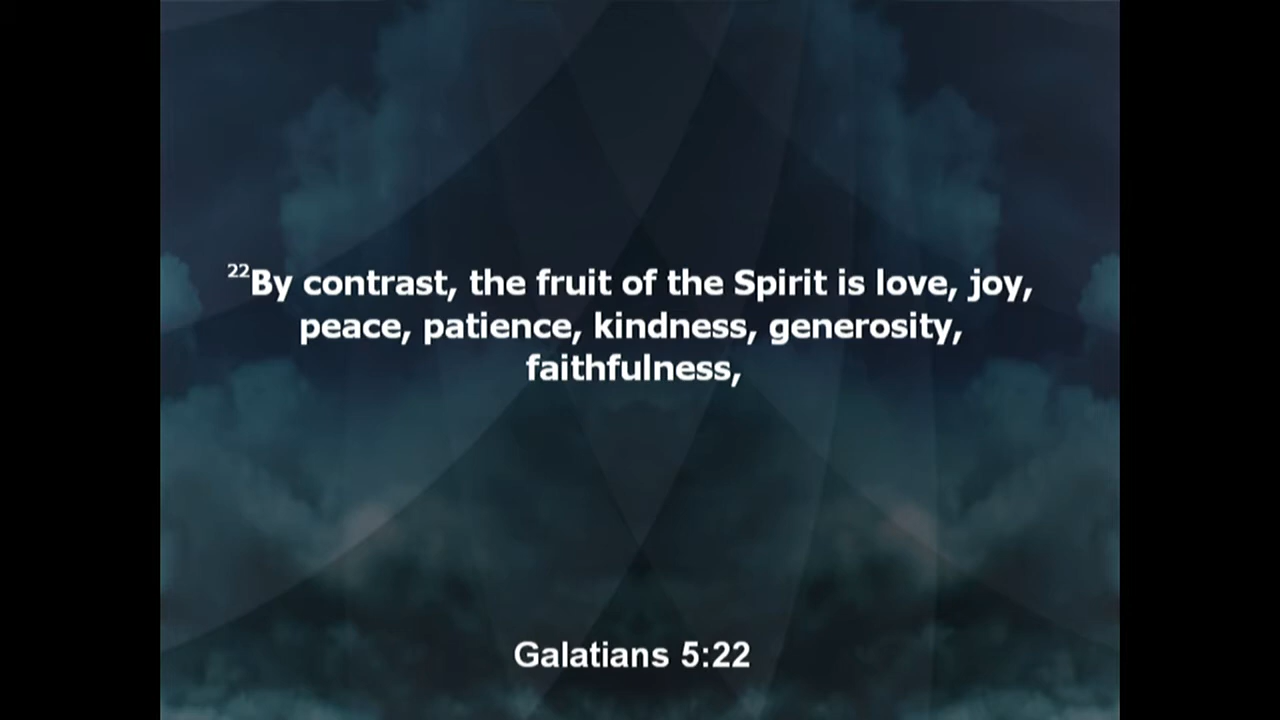 22By contrast, the fruit of the Spirit is love, joy,
peace, patience, kindness, generosity,
faithfulness,
Galatians 5:22